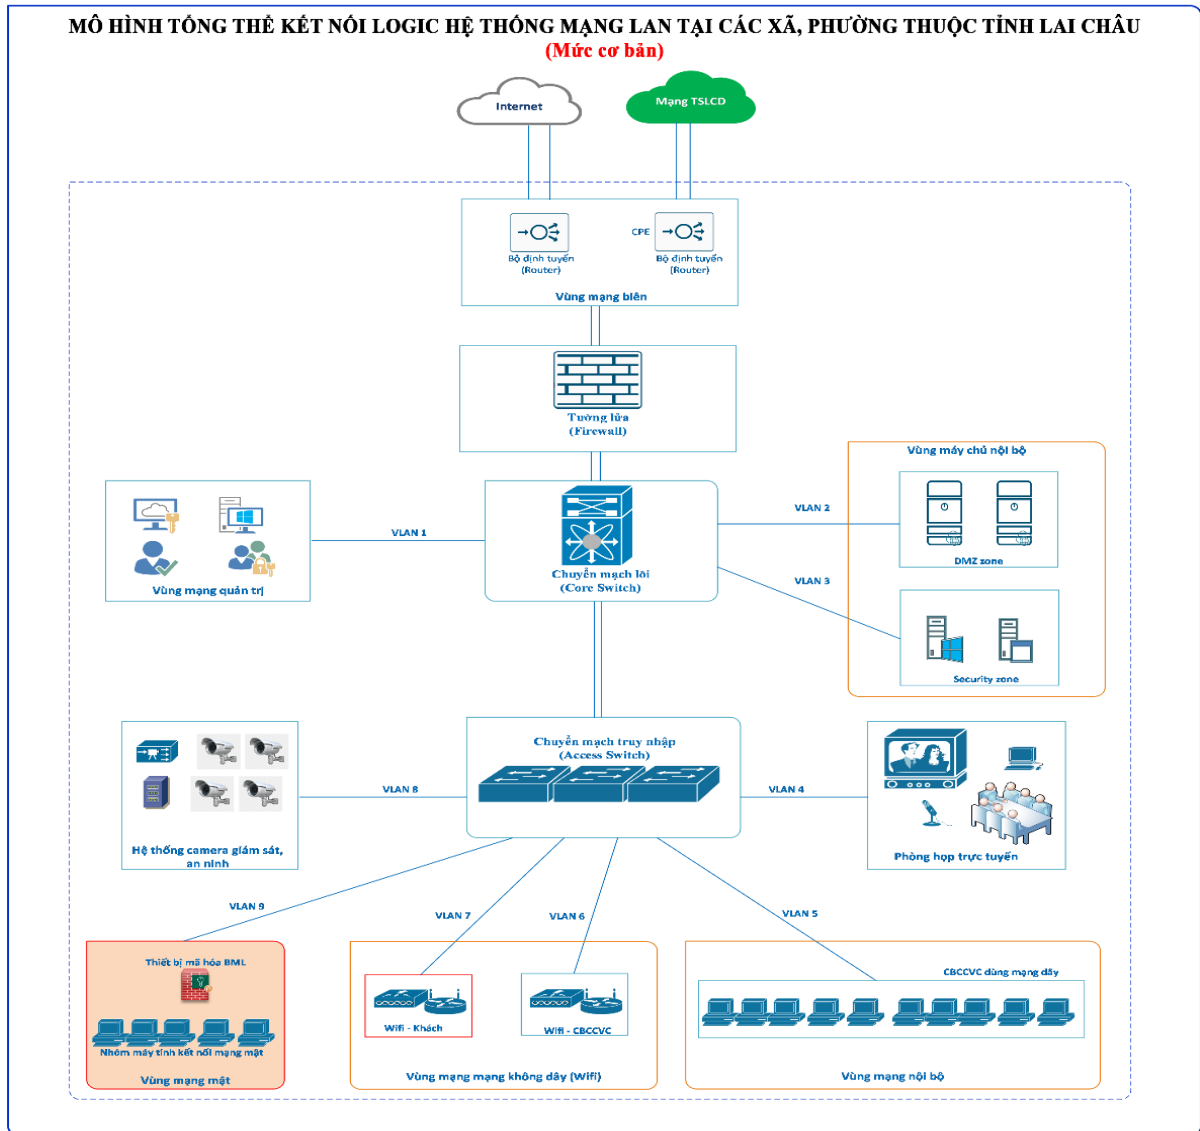 MÔ HÌNH TỔNG THỂ KẾT NỐI LOGIC HỆ THỐNG MẠNG LAN TẠI CÁC XÃ, PHƯỜNG THUỘC TỈNH LAI CHÂU
(Mức cơ bản)
Internet
Mạng TSLCD
CPE
Bộ định tuyến
(Router)
Bộ định tuyến
(Router)
Vùng mạng biên
Tường lửa
(Firewall)
Vùng máy chủ nội bộ
VLAN 1
VLAN 2
DMZ zone
Chuyển mạch lõi
(Core Switch)
VLAN 3
Vùng mạng quản trị
Security zone
Chuyển mạch truy nhập
(Access Switch)
VLAN 8
VLAN 4
Hệ thống camera giám sát,
an ninh
Phòng họp trực tuyến
VLAN 9
VLAN 7
VLAN 6
VLAN 5
Thiết bị mã hóa BML
Nhóm máy tính kết nối mạng mật
Vùng mạng mật
Wifi - Khách
Wifi - CBCCVC
Vùng mạng mạng không dây (Wifi)
CBCCVC dùng mạng dây
Vùng mạng nội bộ